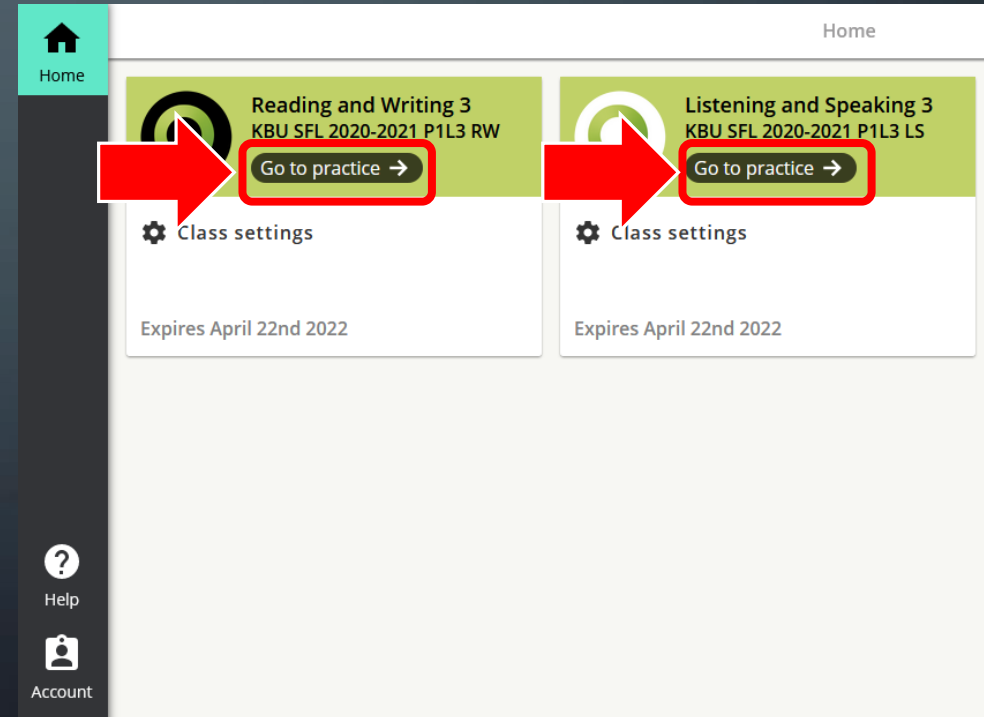 Home
Home
Reading and Writing 3
KBU SFL 2020-2021 P1L3 RW
Go to practice
Class settings
Expires April 22nd 2022
Listening and Speaking 3
KBU SFL 2020-2021 P1L3 LS
Go to practice
Class settings
Expires April 22nd 2022
Help
Account